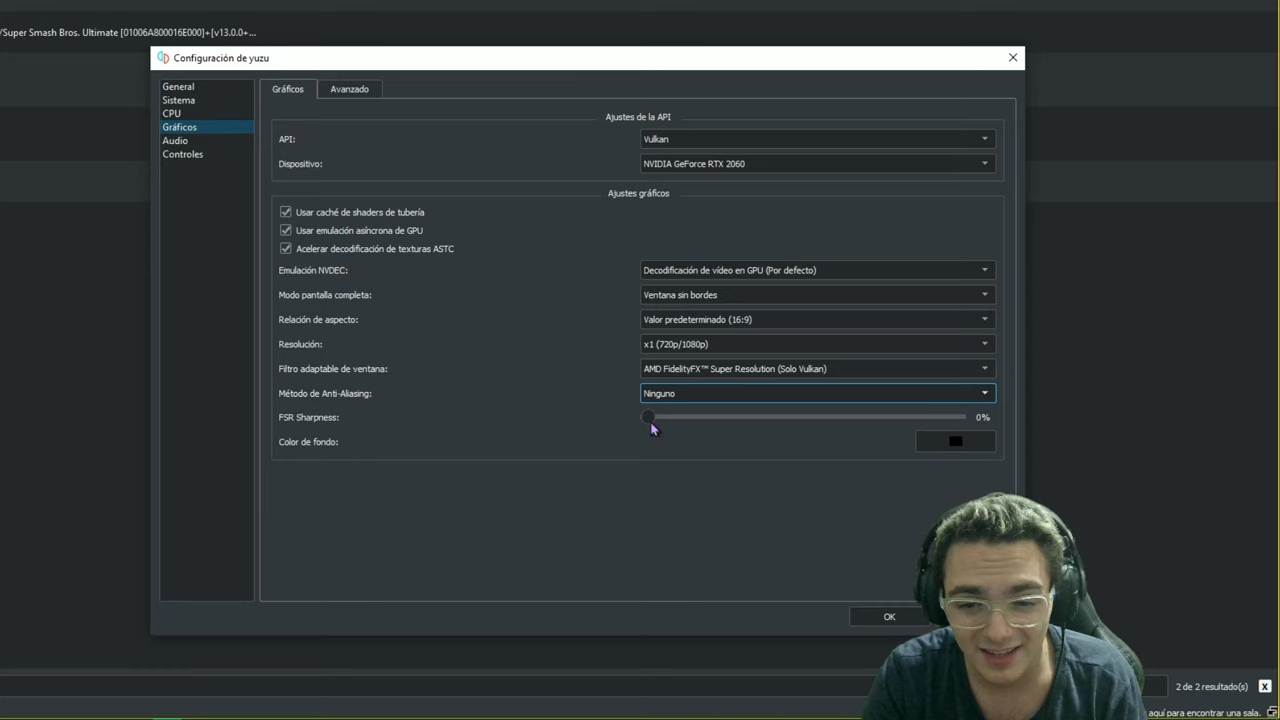 /Super Smash Bros. Ultimate [01006A800016E000]+[v13.0.0+...
Configuración de yuzu
General
Sistema
CPU
Gráficos
Audio
Controles
Gráficos Avanzado
Ajustes de la API
API: Vulkan
Dispositivo: NVIDIA GeForce RTX 2060
Ajustes gráficos
Usar caché de shaders de tubería
Usar emulación asíncrona de GPU
Acelerar decodificación de texturas ASTC
Emulación NVDEC: Decodificación de vídeo en GPU (Por defecto)
Modo pantalla completa: Ventana sin bordes
Relación de aspecto: Valor predeterminado (16:9)
Resolución: x1 (720p/1080p)
Filtro adaptable de ventana: AMD FidelityFX™ Super Resolution (Solo Vulkan)
Método de Anti-Aliasing: Ninguno
FSR Sharpness: 0%
Color de fondo:
OK
2 de 2 resultado(s) X
aquí para encontrar una sala.